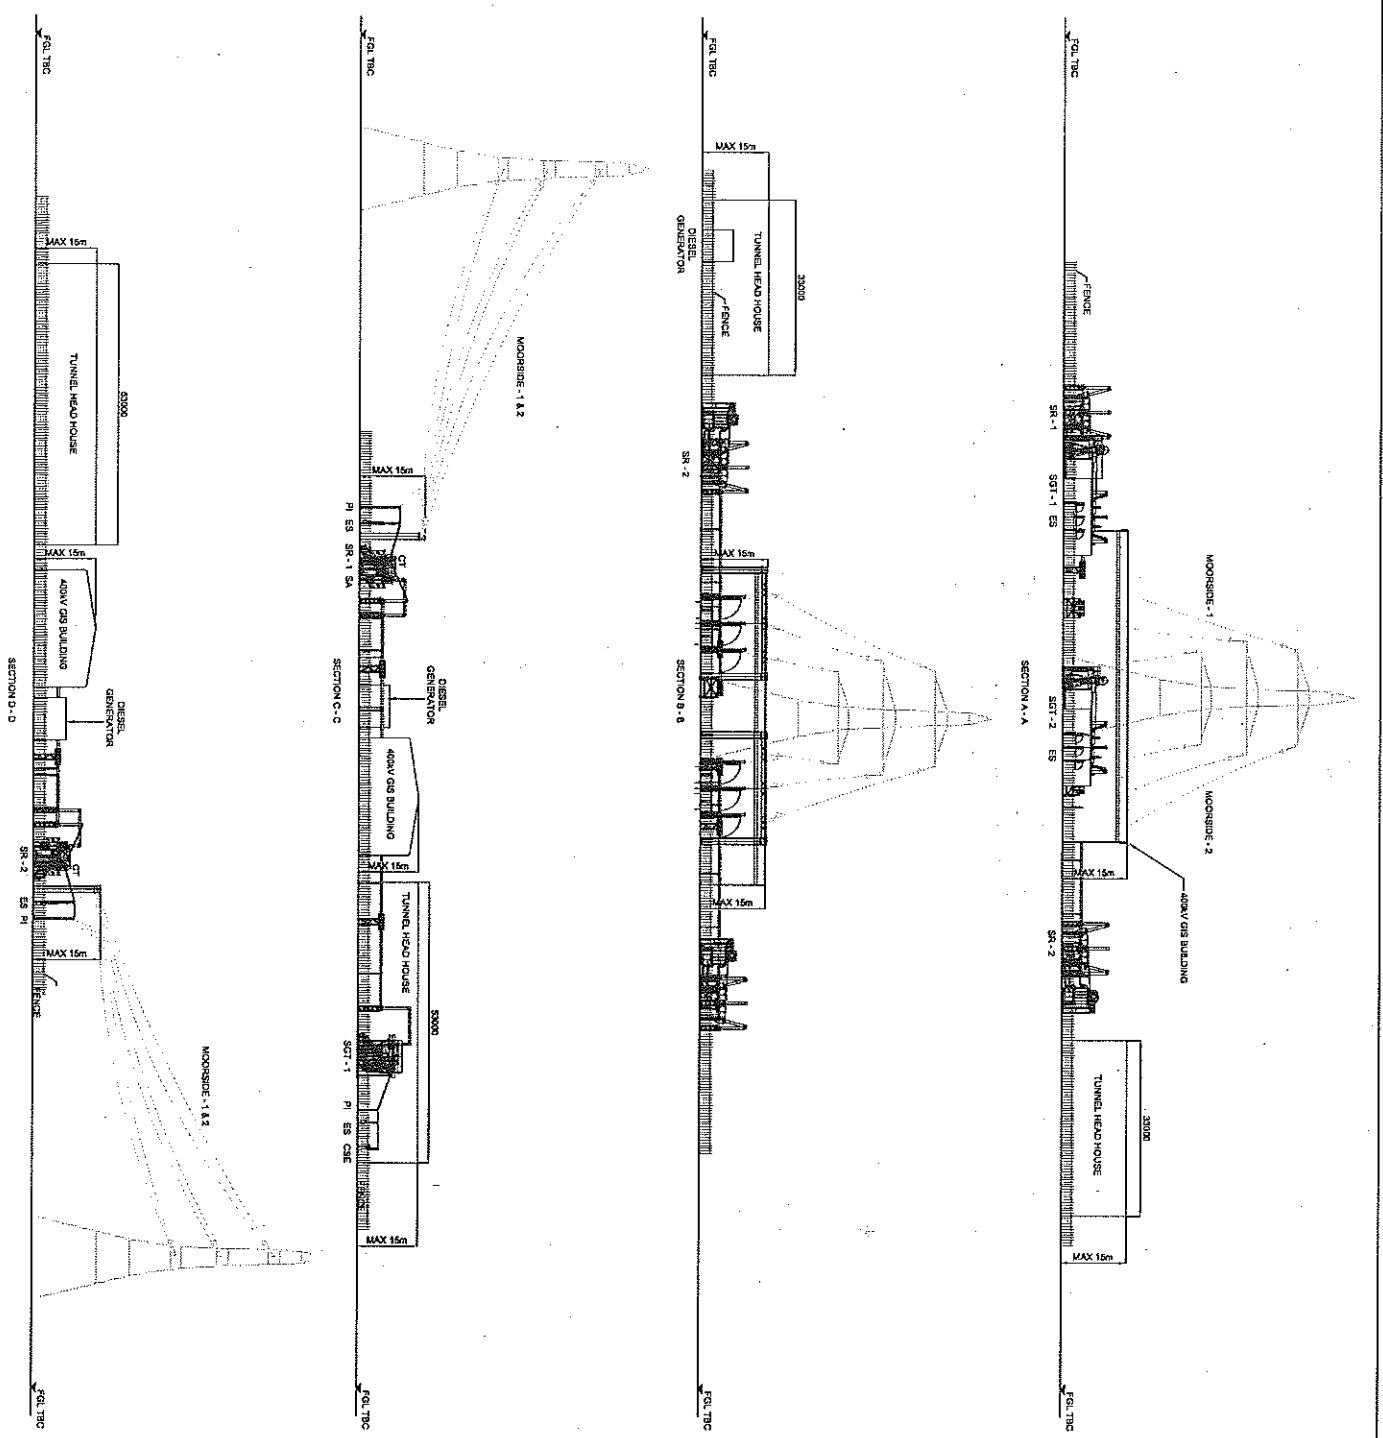 MOORSIDE - 1
MOORSIDE - 2
400kV GIS BUILDING
FENCE
33000
TUNNEL HEAD HOUSE
MAX 15m
MAX 15m
FGL TBC
FGL TBC
SR - 1
SGT - 1
ES
SGT - 2
ES
SR - 2
SECTION A - A
33000
MAX 15m
TUNNEL HEAD HOUSE
FENCE
MAX 15m
MAX 15m
FGL TBC
DIESEL
GENERATOR
SR - 2
SECTION B - B
MOORSIDE - 1 & 2
MAX 15m
CT
DIESEL
GENERATOR
400kV GIS BUILDING
MAX 15m
53000
TUNNEL HEAD HOUSE
MAX 15m
FGL TBC
FGL TBC
PI
ES
SR - 1
SA
SGT - 1
PI
ES
CSE
SECTION C - C
53000
MAX 15m
TUNNEL HEAD HOUSE
MAX 15m
400kV GIS BUILDING
DIESEL
GENERATOR
CT
MAX 15m
FENCE
MOORSIDE - 1 & 2
FGL TBC
FGL TBC
SR - 2
ES
PI
SECTION D - D